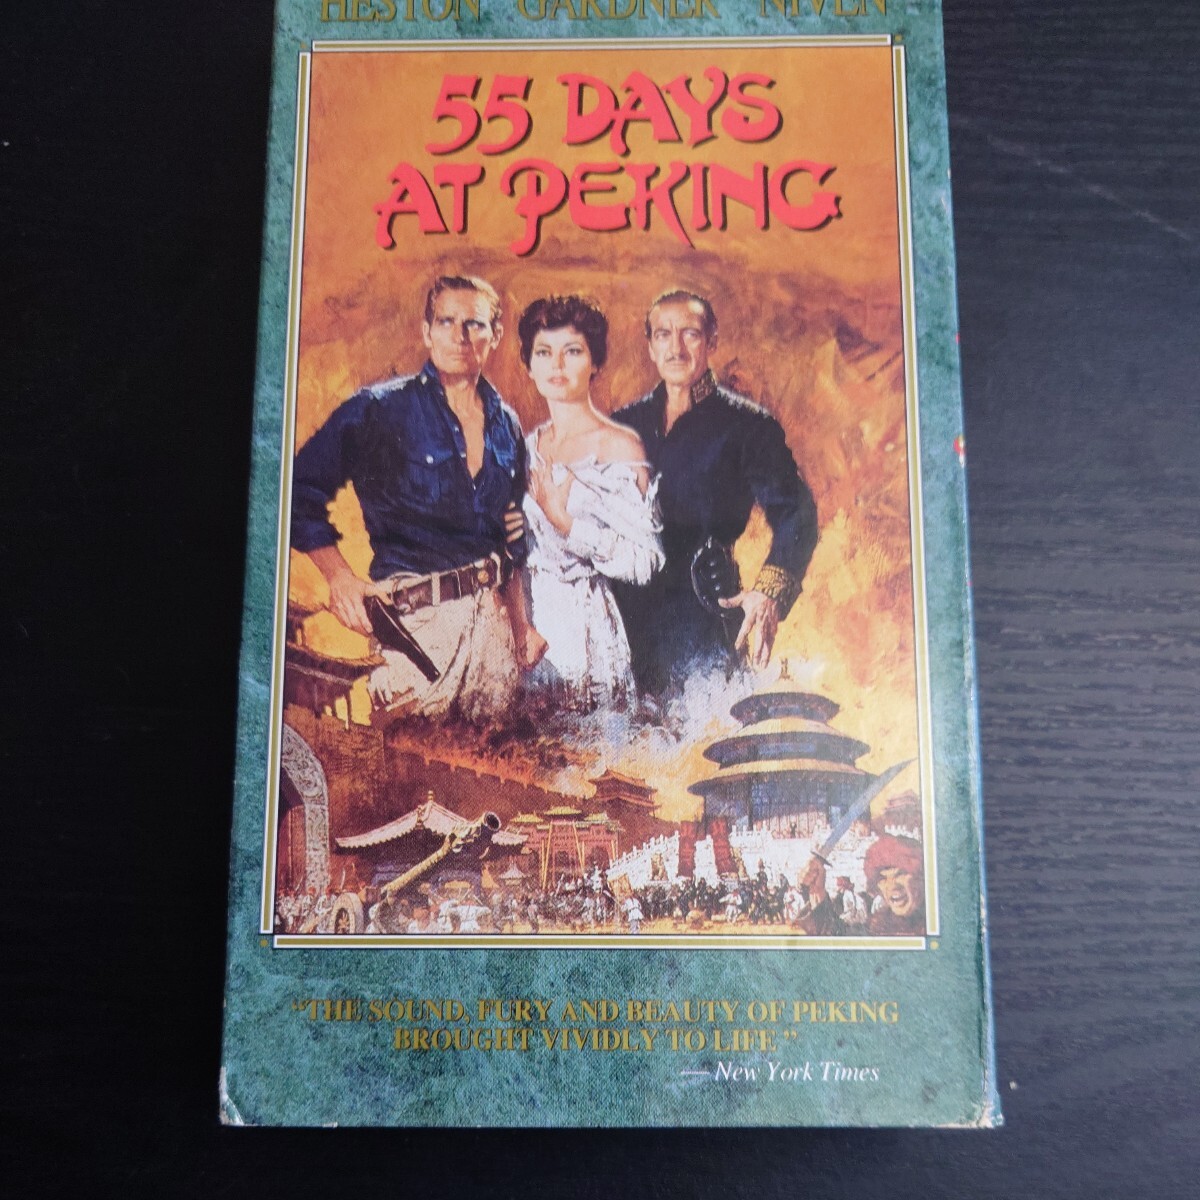 HESTON GARDNER NIVEN
55 DAYS
AT PEKING
“THE SOUND, FURY AND BEAUTY OF PEKING
BROUGHT VIVIDLY TO LIFE”
— New York Times